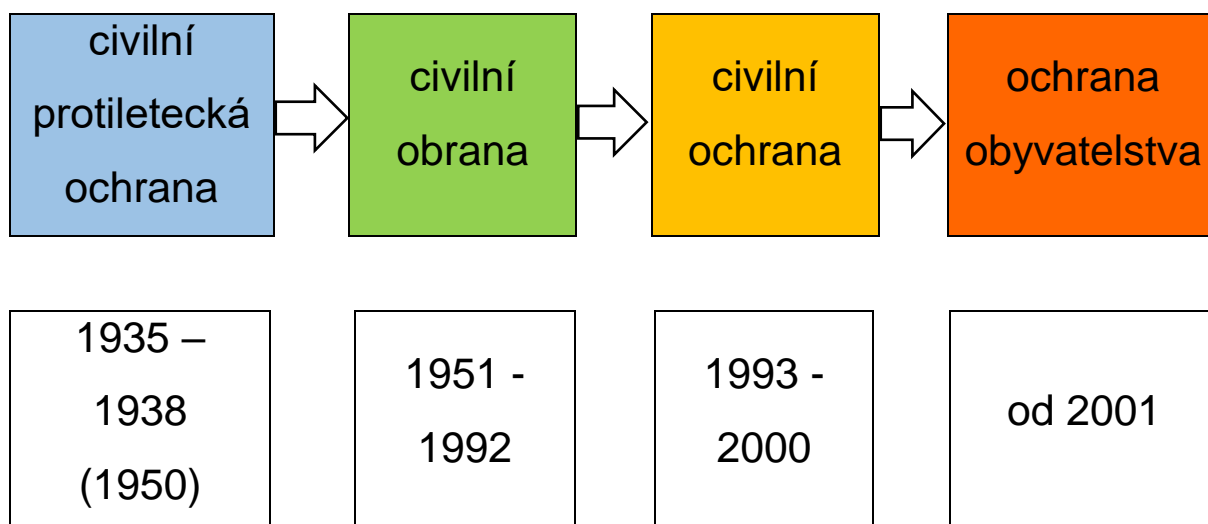 civilní
protiletecká
ochrana
civilní
obrana
civilní
ochrana
ochrana
obyvatelstva
1935 –
1938
(1950)
1951 -
1992
1993 -
2000
od 2001